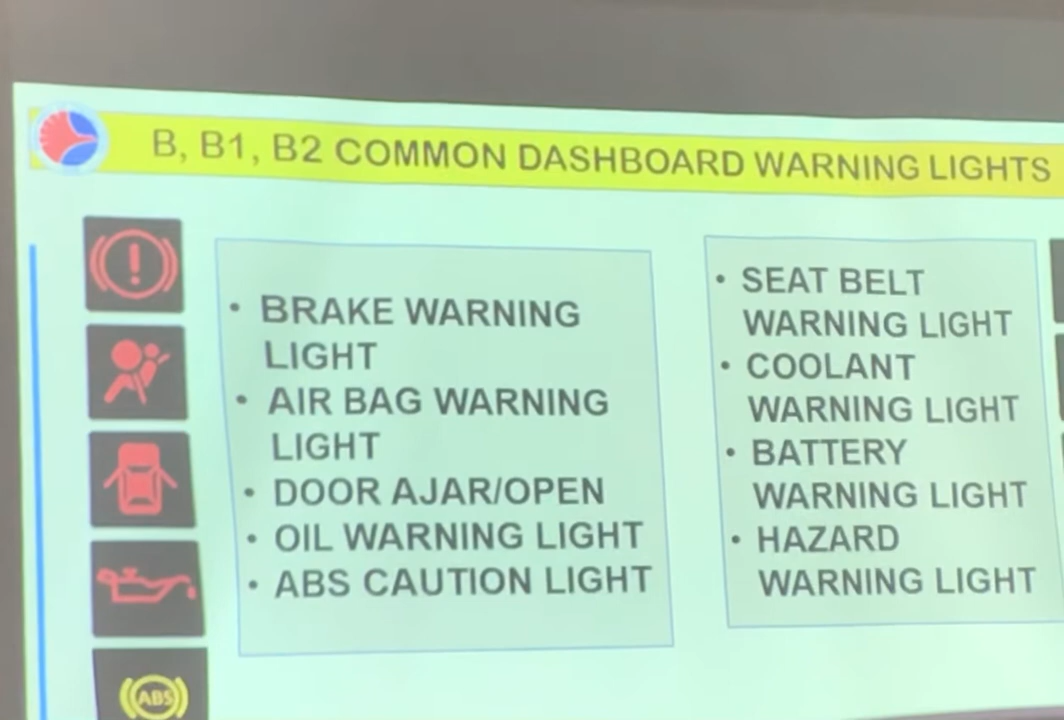 B, B1, B2 COMMON DASHBOARD WARNING LIGHTS
• BRAKE WARNING
LIGHT
• AIR BAG WARNING
LIGHT
• DOOR AJAR/OPEN
• OIL WARNING LIGHT
• ABS CAUTION LIGHT
• SEAT BELT
WARNING LIGHT
• COOLANT
WARNING LIGHT
• BATTERY
WARNING LIGHT
• HAZARD
WARNING LIGHT
ABS